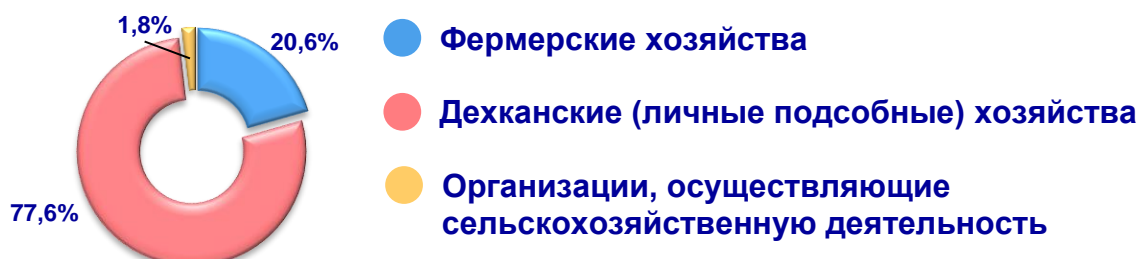 1,8%
20,6%
77,6%
Фермерские хозяйства
Дехканские (личные подсобные) хозяйства
Организации, осуществляющие
сельскохозяйственную деятельность